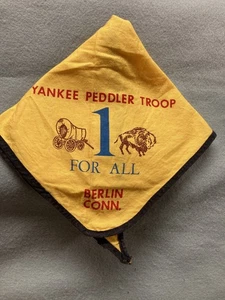 YANKEE PEDDLER TROOP
1
FOR ALL
BERLIN
CONN.